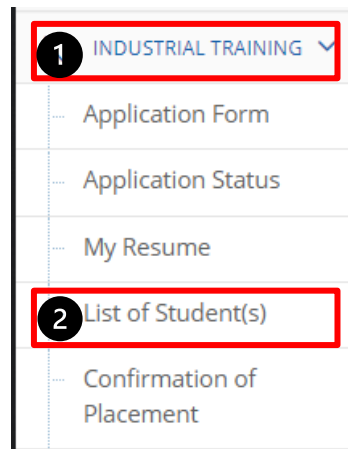 1 INDUSTRIAL TRAINING
Application Form
Application Status
My Resume
2 List of Student(s)
Confirmation of
Placement